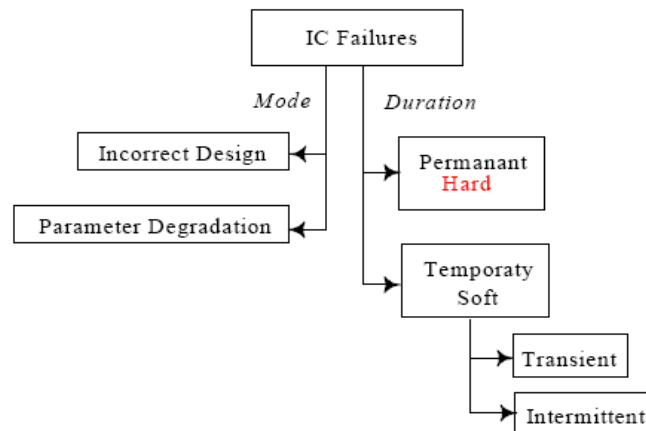 IC Failures
Mode
Duration
Incorrect Design
Permanant
Hard
Parameter Degradation
Temporaty
Soft
Transient
Intermittent